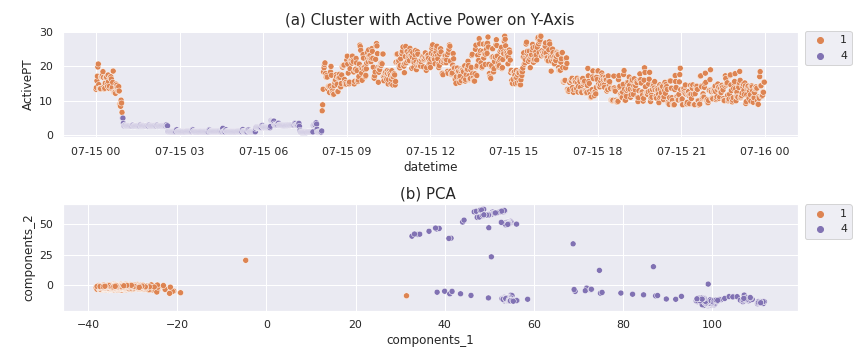 (a) Cluster with Active Power on Y-Axis
30
20
10
0
ActivePT
07-15 00 07-15 03 07-15 06 07-15 09 07-15 12 07-15 15 07-15 18 07-15 21 07-16 00
datetime
1
4
(b) PCA
50
25
0
components_2
−40 −20 0 20 40 60 80 100
components_1
1
4